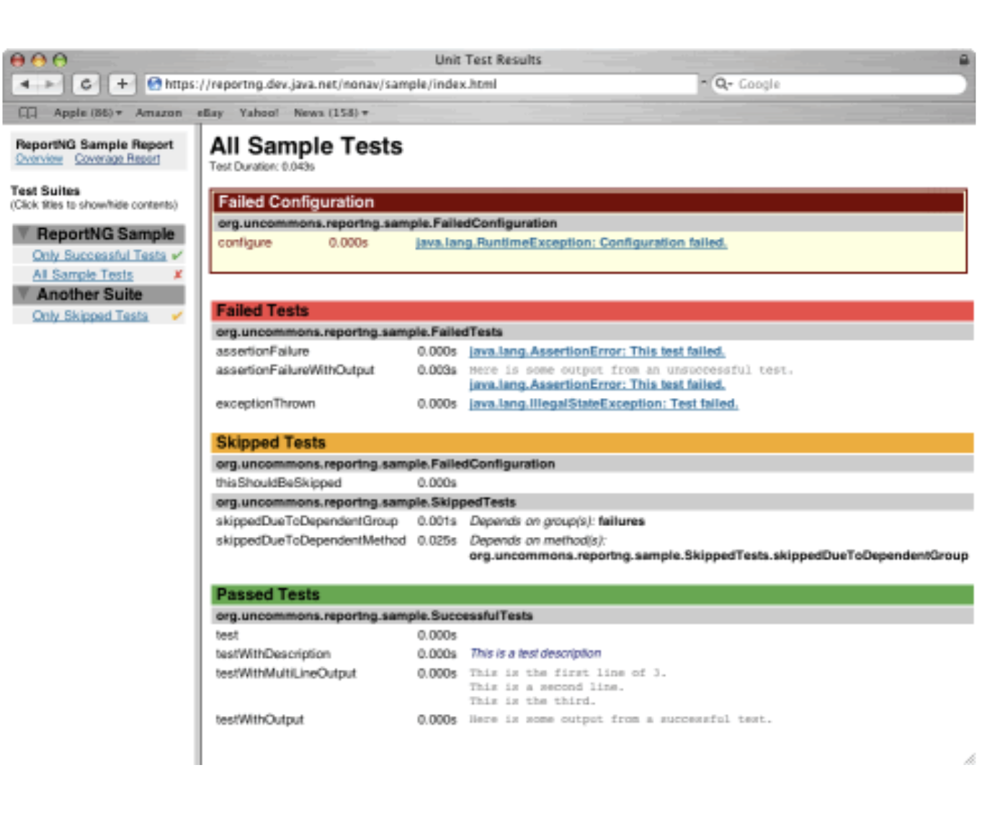 Unit Test Results
https://reportng.dev.java.net/nonav/sample/index.html
Google
Apple (86) Amazon eBay Yahoo! News (158)
ReportNG Sample Report
Overview Coverage Report
Test Suites
(Click titles to show/hide contents)
ReportNG Sample
Only Successful Tests
All Sample Tests
Another Suite
Only Skipped Tests
All Sample Tests
Test Duration: 0.043s
Failed Configuration
org.uncommons.reportng.sample.FailedConfiguration
configure 0.000s java.lang.RuntimeException: Configuration failed.
Failed Tests
org.uncommons.reportng.sample.FailedTests
assertionFailure 0.000s java.lang.AssertionError: This test failed.
assertionFailureWithOutput 0.003s Here is some output from an unsuccessful test.
java.lang.AssertionError: This test failed.
exceptionThrown 0.000s java.lang.IllegalStateException: Test failed.
Skipped Tests
org.uncommons.reportng.sample.FailedConfiguration
thisShouldBeSkipped 0.000s
org.uncommons.reportng.sample.SkippedTests
skippedDueToDependentGroup 0.001s Depends on group(s): failures
skippedDueToDependentMethod 0.025s Depends on method(s):
org.uncommons.reportng.sample.SkippedTests.skippedDueToDependentGroup
Passed Tests
org.uncommons.reportng.sample.SuccessfulTests
test 0.000s
testWithDescription 0.000s This is a test description
testWithMultiLineOutput 0.000s This is the first line of 3.
This is a second line.
This is the third.
testWithOutput 0.000s Here is some output from a successful test.